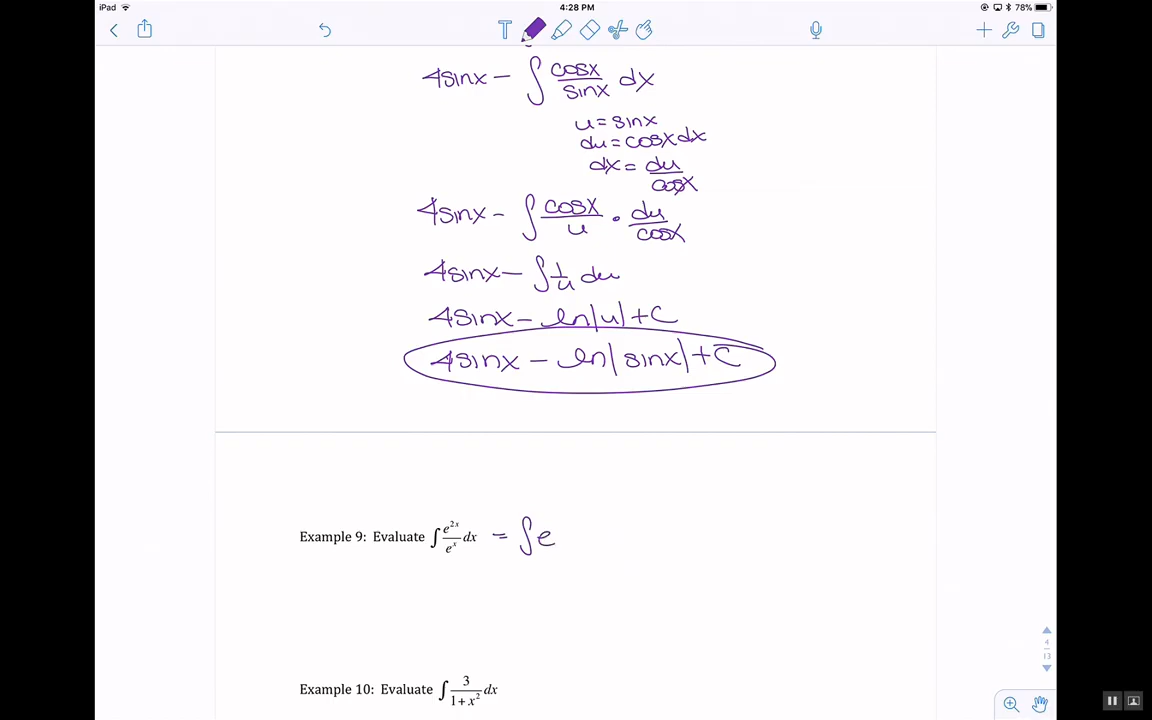 iPad 4:28 PM 78%
T
4sinx − ∫ cosx/sinx dx
u = sinx
du = cosx dx
dx = du/cosx
4sinx − ∫ cosx/u · du/cosx
4sinx − ∫ 1/u du
4sinx − ln|u| + C
4sinx − ln|sinx| + C
Example 9: Evaluate ∫ e^{2x}/e^x dx = ∫e
4
13
Example 10: Evaluate ∫ 3/(1+x²) dx